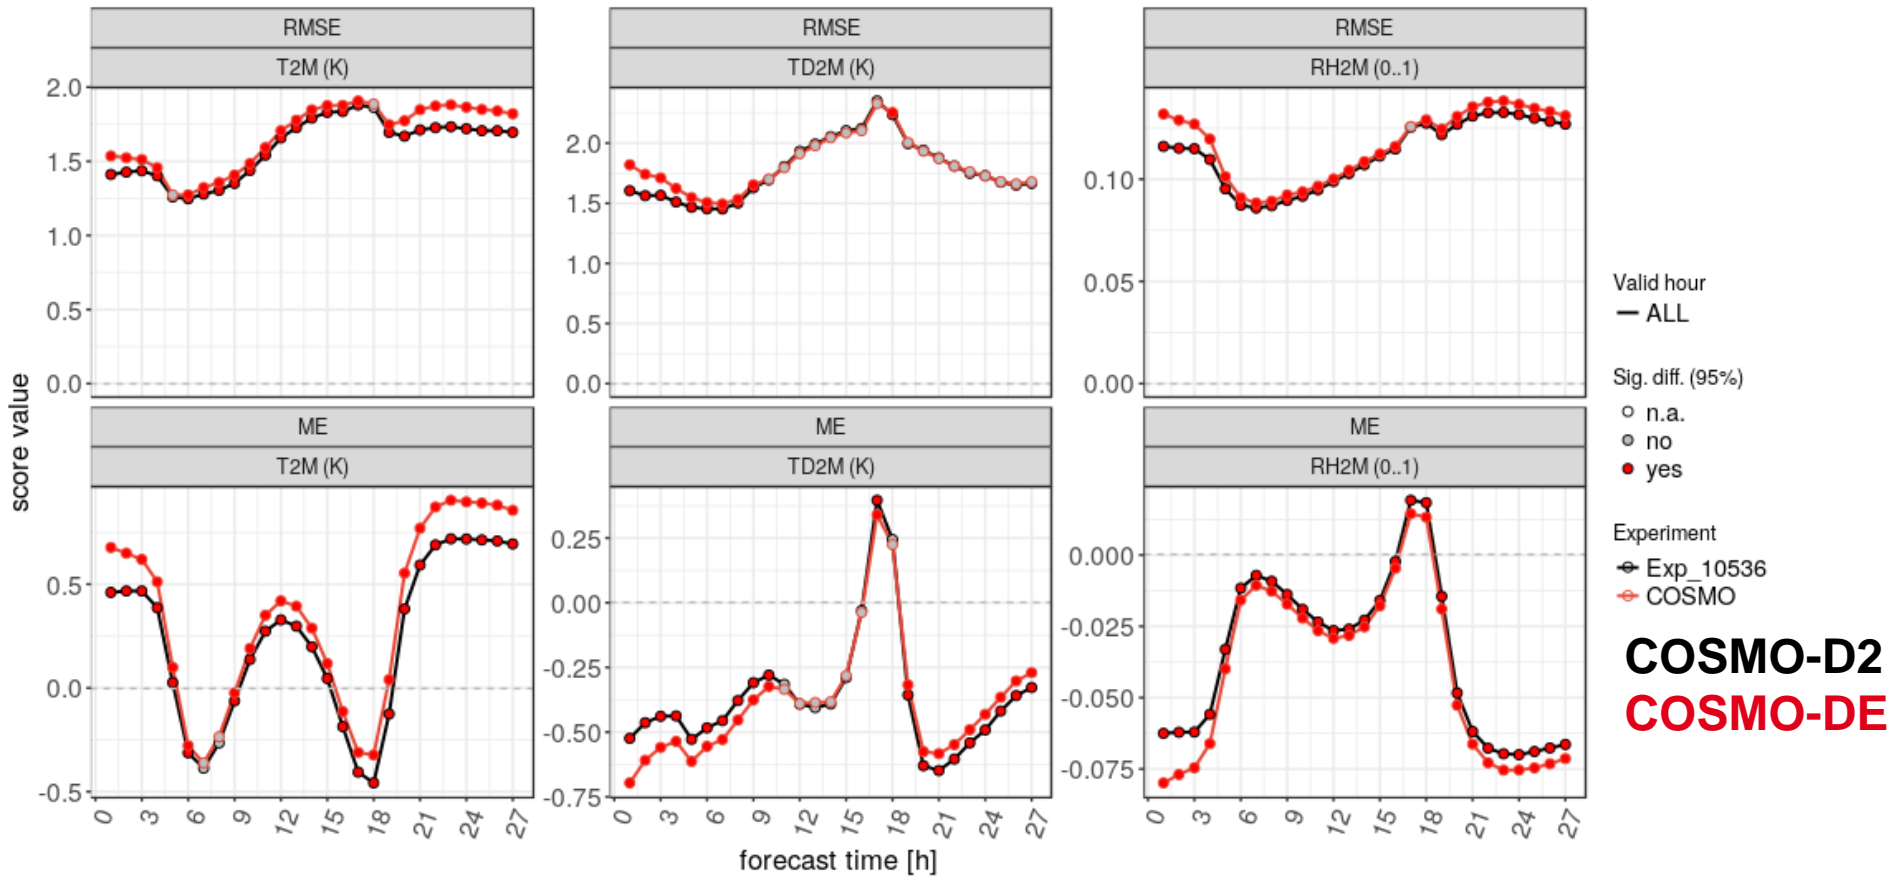 RMSE
T2M (K)
RMSE
TD2M (K)
RMSE
RH2M (0..1)
2.0
1.5
1.0
0.5
0.0
2.0
1.5
1.0
0.5
0.0
0.10
0.05
0.00
score value
ME
T2M (K)
ME
TD2M (K)
ME
RH2M (0..1)
0.5
0.0
-0.5
0.25
0.00
-0.25
-0.50
-0.75
0.000
-0.025
-0.050
-0.075
0 3 6 9 12 15 18 21 24 27
0 3 6 9 12 15 18 21 24 27
0 3 6 9 12 15 18 21 24 27
forecast time [h]
Valid hour
ALL
Sig. diff. (95%)
n.a.
no
yes
Experiment
Exp_10536
COSMO
COSMO-D2
COSMO-DE